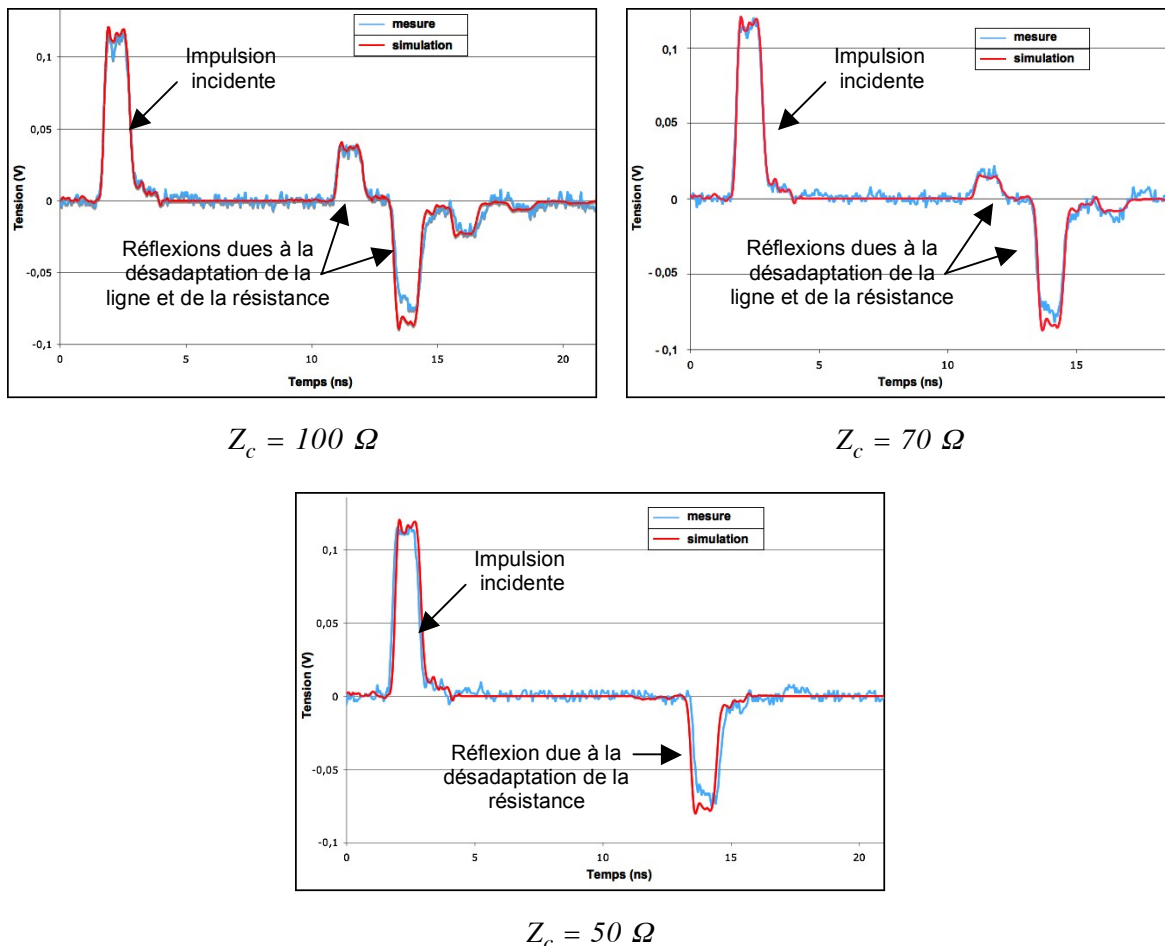 mesure
simulation
Impulsion
incidente
Réflexions dues à la
désadaptation de la
ligne et de la résistance
Tension (V)
0,1
0,05
0
-0,05
-0,1
0
5
10
15
20
Temps (ns)
Z_c = 100 Ω
mesure
simulation
Impulsion
incidente
Réflexions dues à la
désadaptation de la
ligne et de la résistance
Tension (V)
0,1
0,05
0
- 0,05
- 0,1
0
5
10
15
Temps (ns)
Z_c = 70 Ω
mesure
simulation
Impulsion
incidente
Réflexion due à la
désadaptation de la
résistance
Tension (V)
0,1
0,05
0
-0,05
-0,1
0
5
10
15
20
Temps (ns)
Z_c = 50 Ω